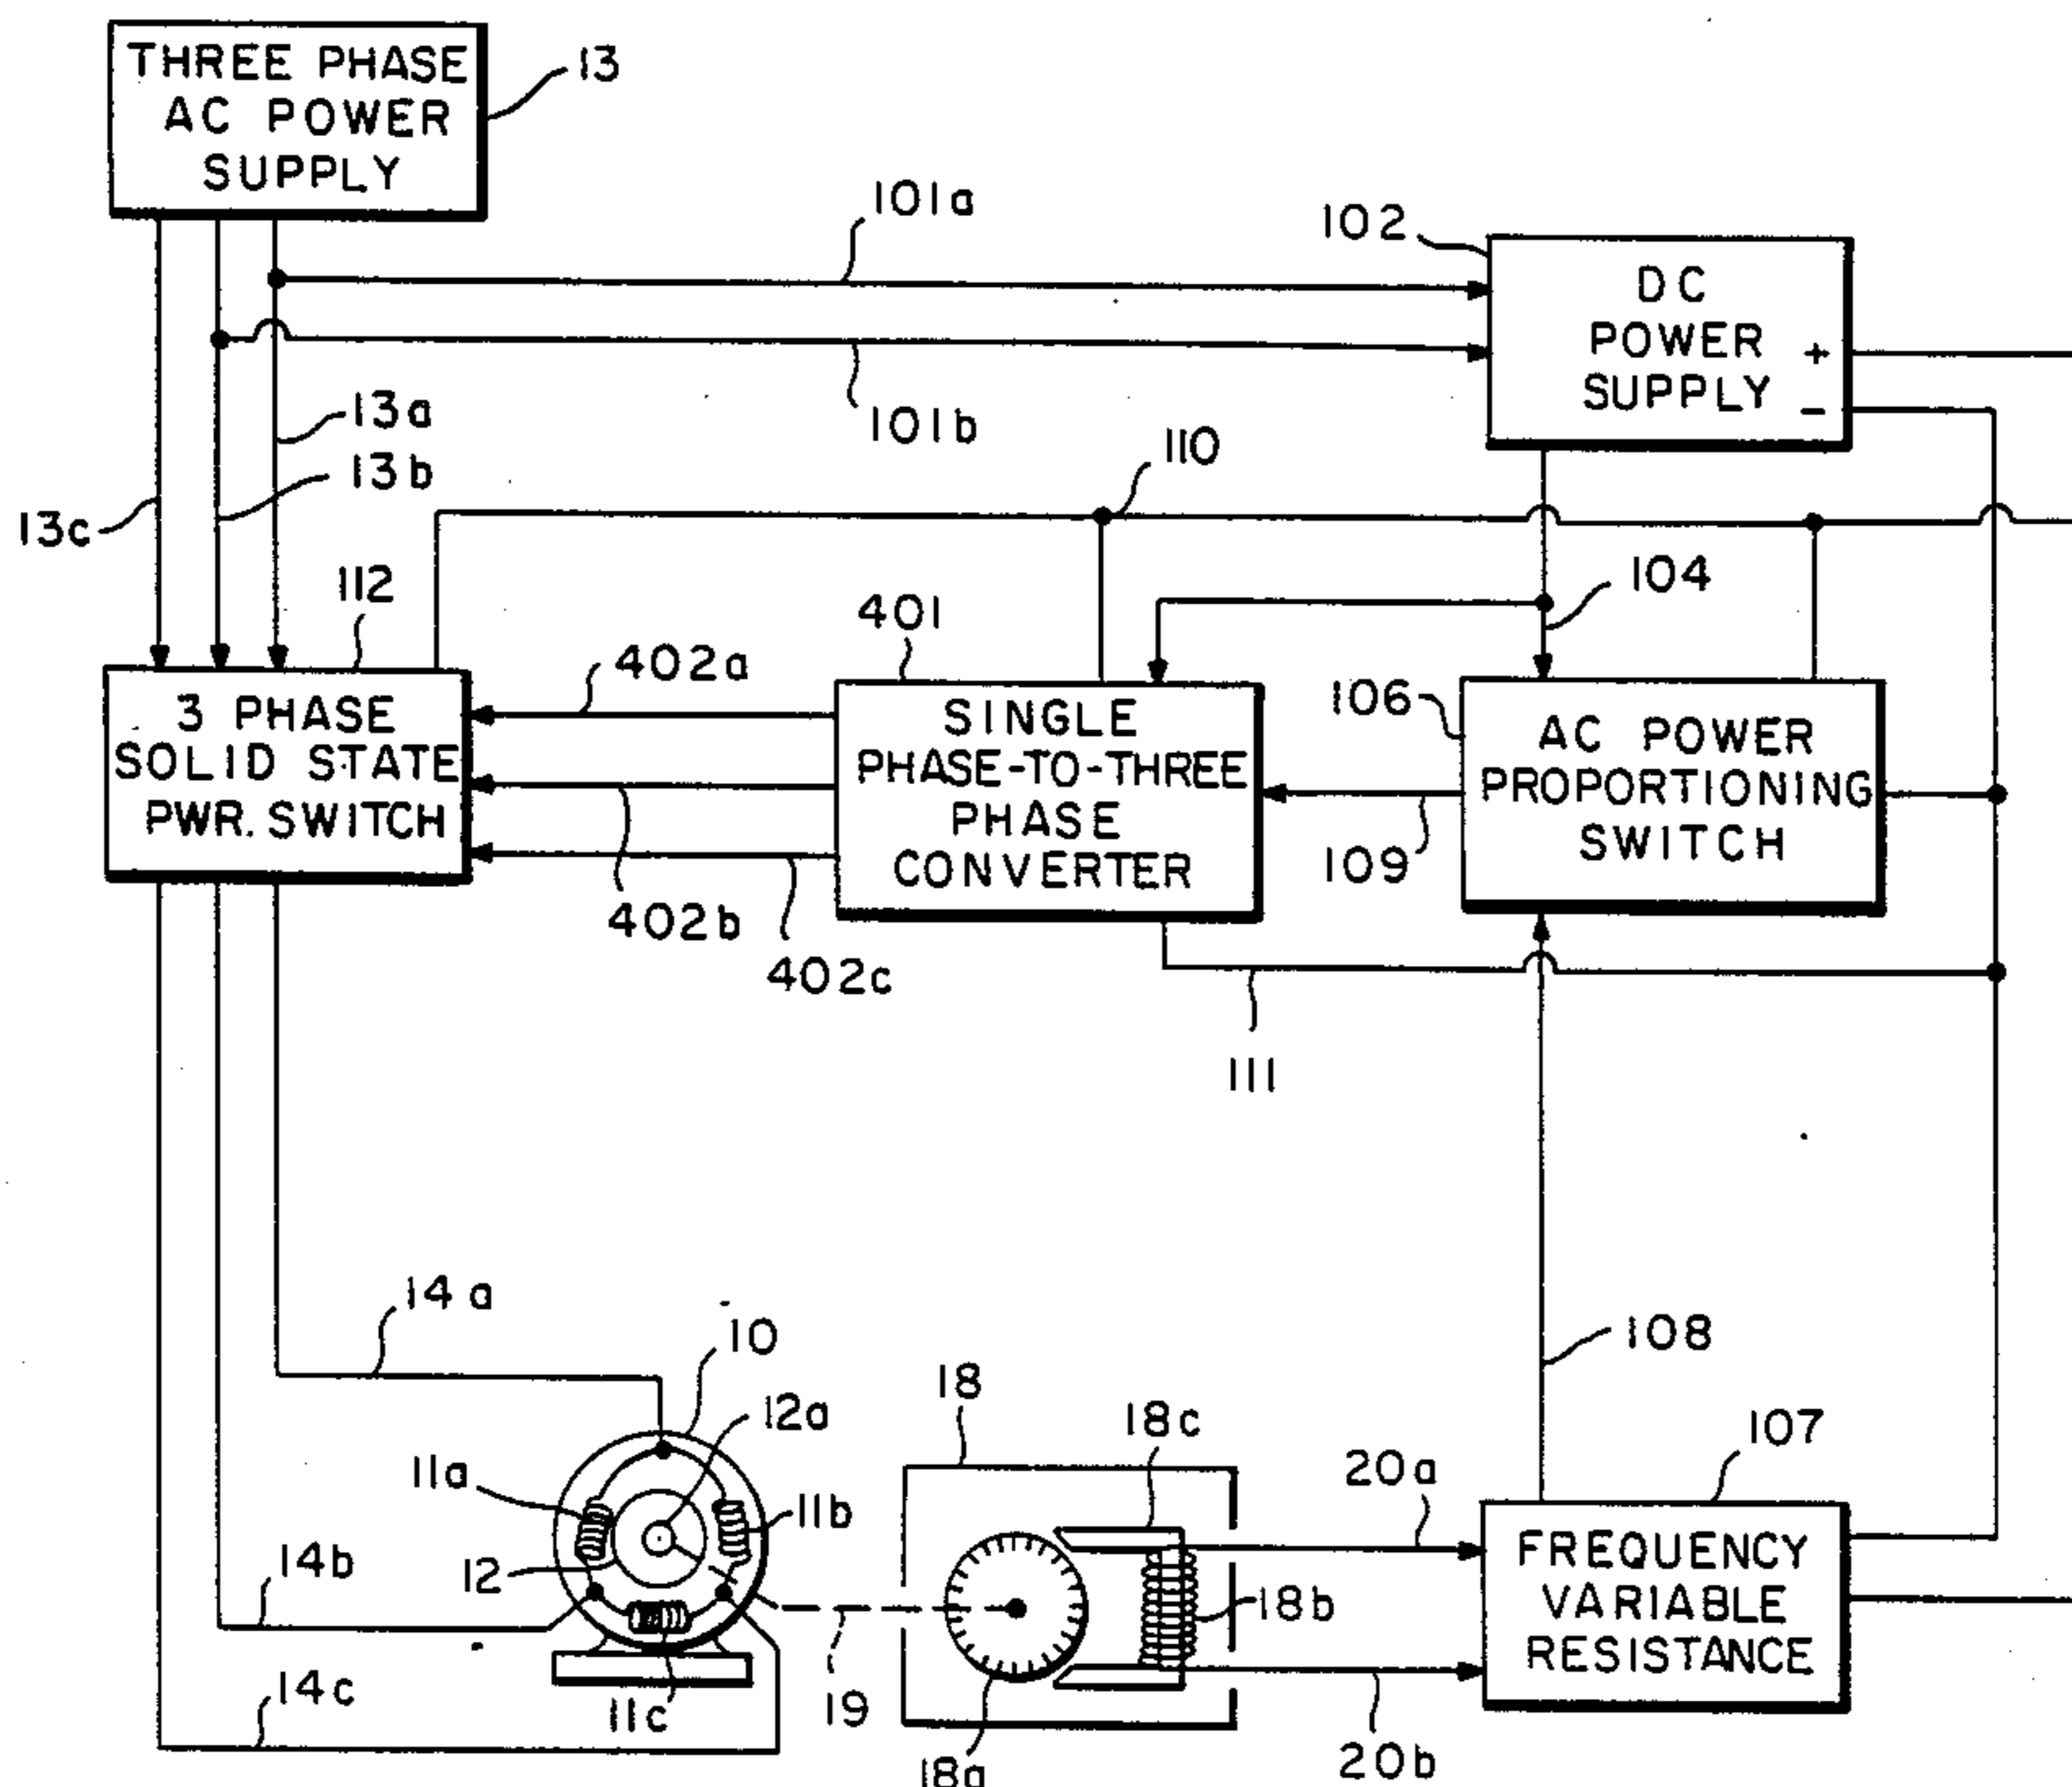 THREE PHASE
AC POWER
SUPPLY
13
101a
102
DC
POWER
SUPPLY
+
−
101b
13a
13b
13c
110
112
401
104
402a
106
3 PHASE
SOLID STATE
PWR. SWITCH
SINGLE
PHASE-TO-THREE
PHASE
CONVERTER
AC POWER
PROPORTIONING
SWITCH
109
402b
402c
111
14a
10
108
12a
18
18c
107
11a
20a
11b
14b
12
18b
FREQUENCY
VARIABLE
RESISTANCE
14c
11c
19
18a
20b